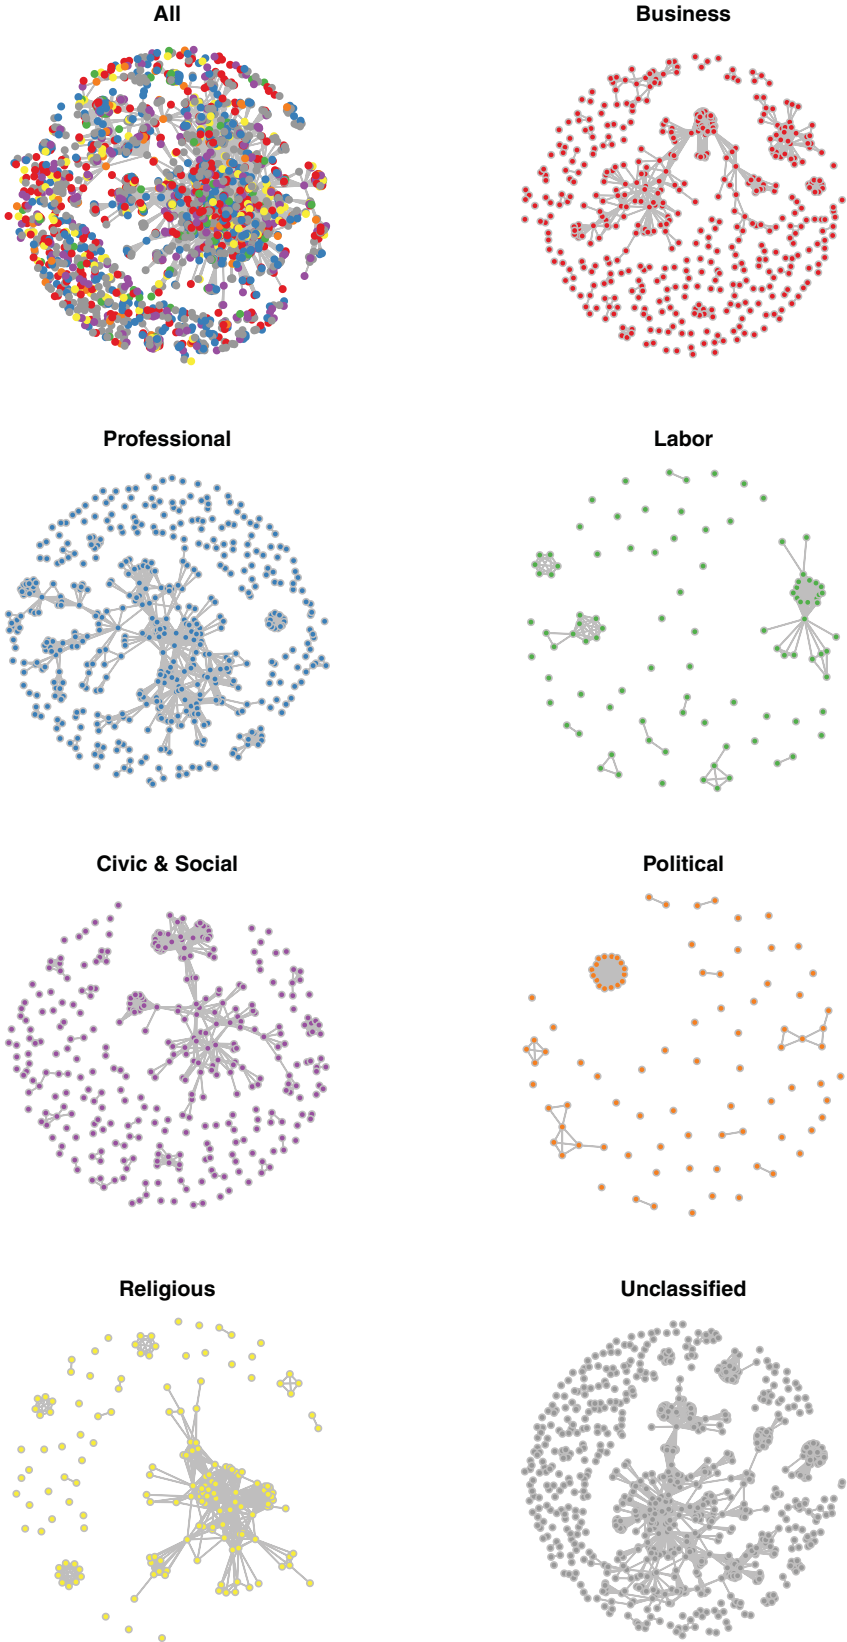 All
Business
Professional
Labor
Civic & Social
Political
Religious
Unclassified